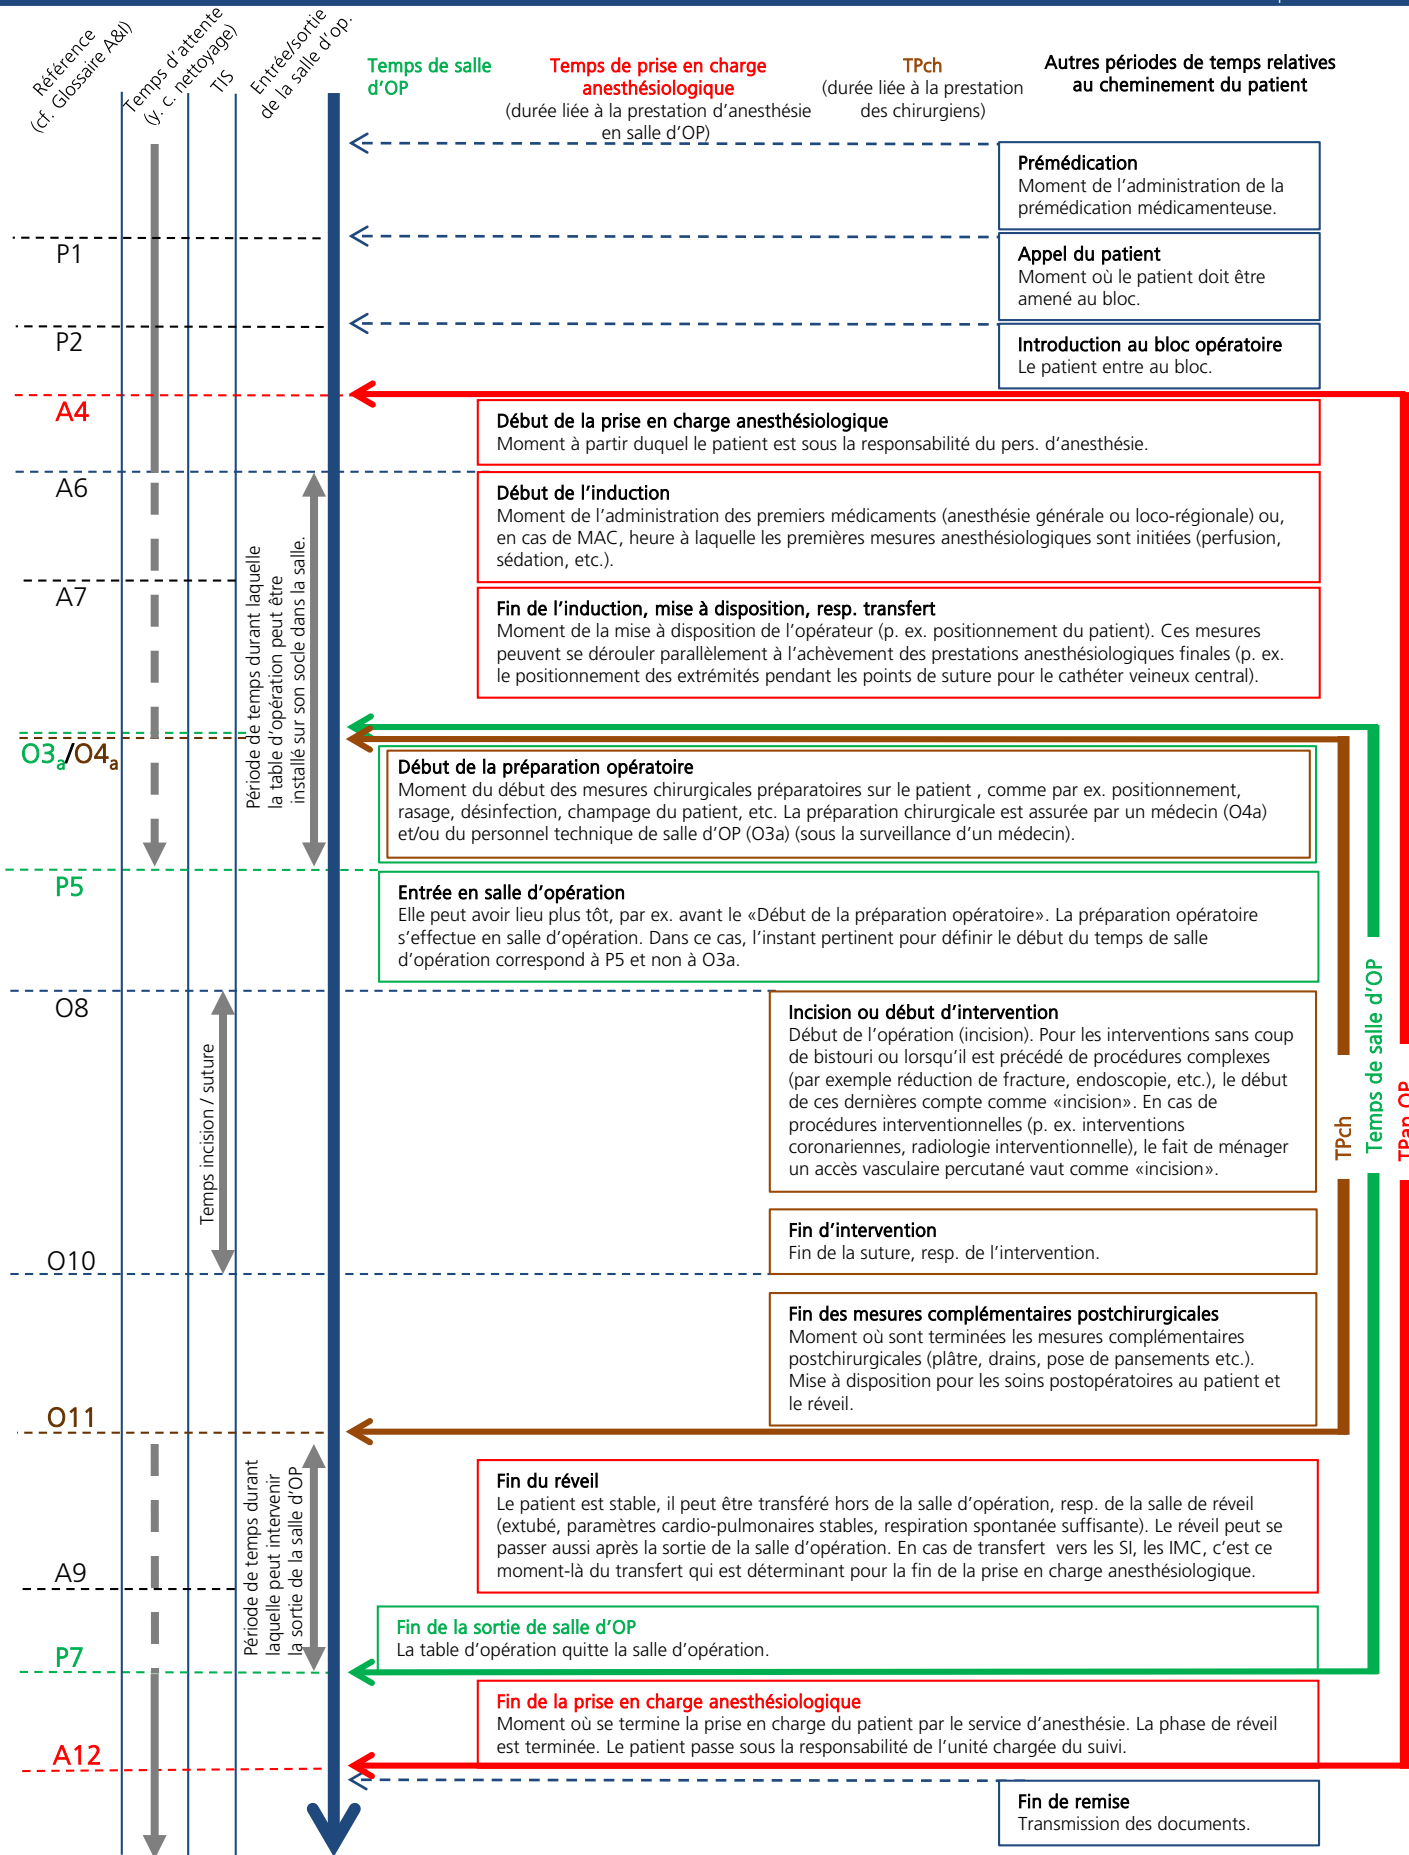 Référence
(cf. Glossaire A&I)
Temps d'attente
(y. c. nettoyage)
TIS
Entrée/sortie
de la salle d'op.
Temps de salle
d'OP
Temps de prise en charge
anesthésiologique
(durée liée à la prestation d'anesthésie
en salle d'OP)
TPch
(durée liée à la prestation
des chirurgiens)
Autres périodes de temps relatives
au cheminement du patient
Prémédication
Moment de l'administration de la
prémédication médicamenteuse.
P1
Appel du patient
Moment où le patient doit être
amené au bloc.
P2
Introduction au bloc opératoire
Le patient entre au bloc.
A4
Début de la prise en charge anesthésiologique
Moment à partir duquel le patient est sous la responsabilité du pers. d'anesthésie.
A6
Début de l'induction
Moment de l'administration des premiers médicaments (anesthésie générale ou loco-régionale) ou,
en cas de MAC, heure à laquelle les premières mesures anesthésiologiques sont initiées (perfusion,
sédation, etc.).
A7
Fin de l'induction, mise à disposition, resp. transfert
Moment de la mise à disposition de l'opérateur (p. ex. positionnement du patient). Ces mesures
peuvent se dérouler parallèlement à l'achèvement des prestations anesthésiologiques finales (p. ex.
le positionnement des extrémités pendant les points de suture pour le cathéter veineux central).
Période de temps durant laquelle
la table d'opération peut être
installé sur son socle dans la salle.
O3a/O4a
Début de la préparation opératoire
Moment du début des mesures chirurgicales préparatoires sur le patient , comme par ex. positionnement,
rasage, désinfection, champage du patient, etc. La préparation chirurgicale est assurée par un médecin (O4a)
et/ou du personnel technique de salle d'OP (O3a) (sous la surveillance d'un médecin).
P5
Entrée en salle d'opération
Elle peut avoir lieu plus tôt, par ex. avant le «Début de la préparation opératoire». La préparation opératoire
s'effectue en salle d'opération. Dans ce cas, l'instant pertinent pour définir le début du temps de salle
d'opération correspond à P5 et non à O3a.
O8
Incision ou début d'intervention
Début de l'opération (incision). Pour les interventions sans coup
de bistouri ou lorsqu'il est précédé de procédures complexes
(par exemple réduction de fracture, endoscopie, etc.), le début
de ces dernières compte comme «incision». En cas de
procédures interventionnelles (p. ex. interventions
coronariennes, radiologie interventionnelle), le fait de ménager
un accès vasculaire percutané vaut comme «incision».
Temps incision / suture
TPch
Temps de salle d'OP
TPan OP
Fin d'intervention
Fin de la suture, resp. de l'intervention.
O10
Fin des mesures complémentaires postchirurgicales
Moment où sont terminées les mesures complémentaires
postchirurgicales (plâtre, drains, pose de pansements etc.).
Mise à disposition pour les soins postopératoires au patient et
le réveil.
O11
Période de temps durant
laquelle peut intervenir
la sortie de la salle d'OP
Fin du réveil
Le patient est stable, il peut être transféré hors de la salle d'opération, resp. de la salle de réveil
(extubé, paramètres cardio-pulmonaires stables, respiration spontanée suffisante). Le réveil peut se
passer aussi après la sortie de la salle d'opération. En cas de transfert vers les SI, les IMC, c'est ce
moment-là du transfert qui est déterminant pour la fin de la prise en charge anesthésiologique.
A9
Fin de la sortie de salle d'OP
La table d'opération quitte la salle d'opération.
P7
Fin de la prise en charge anesthésiologique
Moment où se termine la prise en charge du patient par le service d'anesthésie. La phase de réveil
est terminée. Le patient passe sous la responsabilité de l'unité chargée du suivi.
A12
Fin de remise
Transmission des documents.